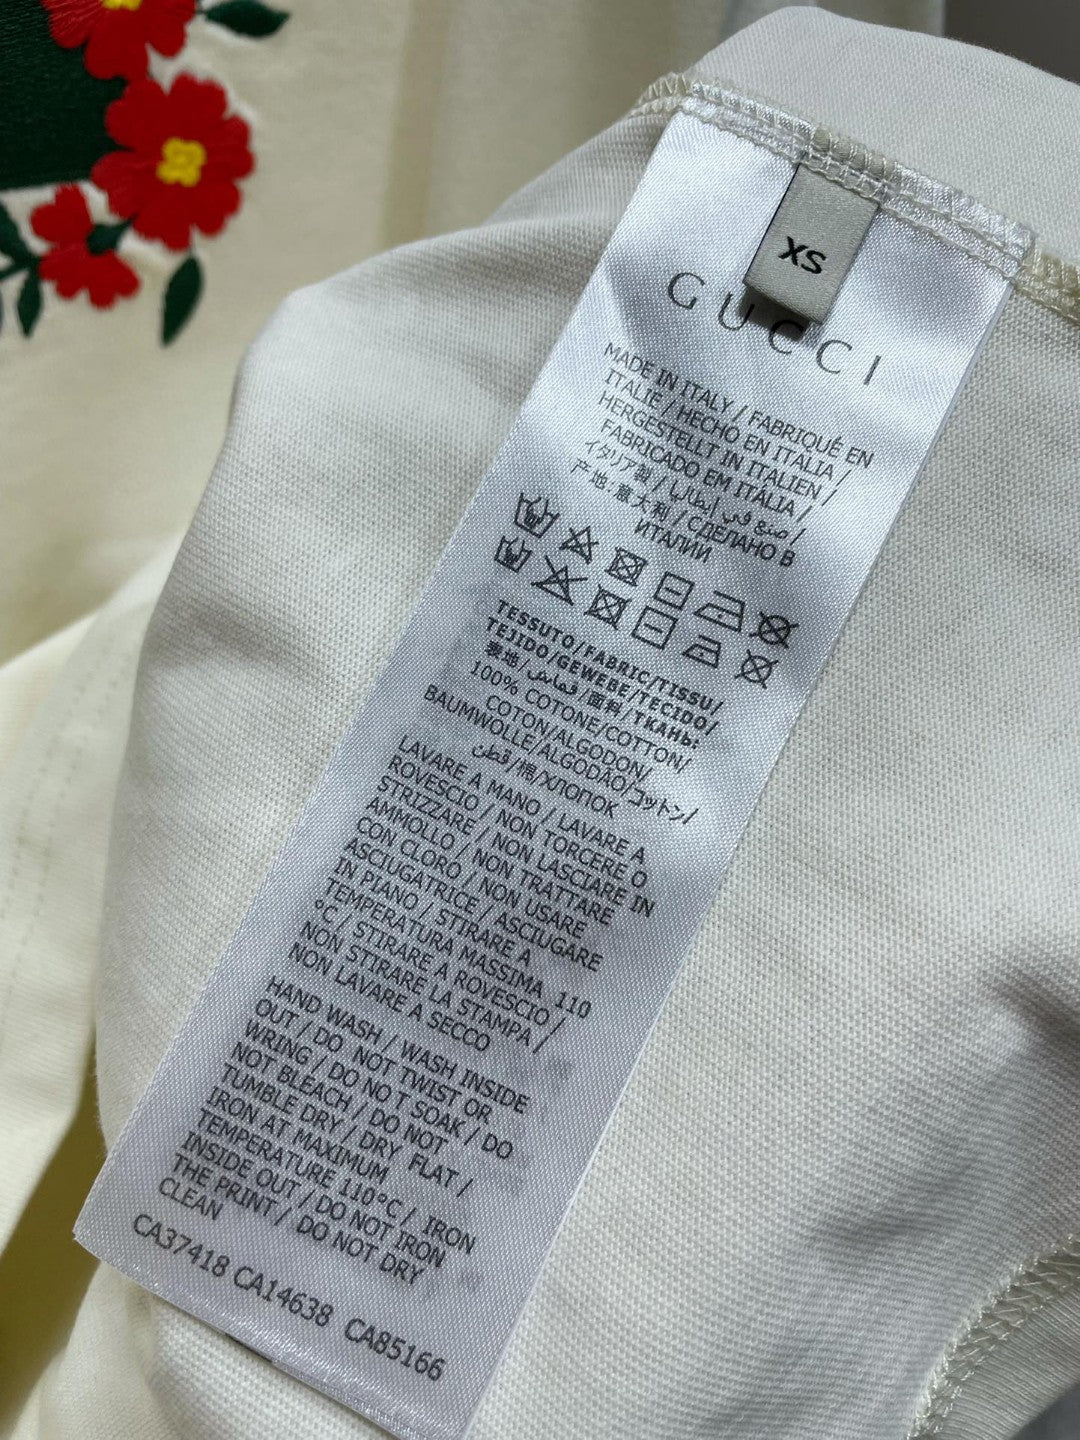 XS
GUCCI
MADE IN ITALY / FABRIQUÉ EN
ITALIE / HECHO EN ITALIA /
HERGESTELLT IN ITALIEN /
FABRICADO EM ITÁLIA /
イタリア製 / صنع في إيطاليا /
产地:意大利 / СДЕЛАНО В
ИТАЛИИ
TESSUTO/FABRIC/TISSU/
TEJIDO/GEWEBE/TECIDO/
表地/قماش/面料/ТКАНЬ:
100% COTONE/COTTON/
COTON/ALGODON/
BAUMWOLLE/ALGODÃO/コットン/
قطن/棉/ХЛОПОК
LAVARE A MANO / LAVARE A
ROVESCIO / NON TORCERE O
STRIZZARE / NON LASCIARE IN
AMMOLLO / NON TRATTARE
CON CLORO / NON USARE
ASCIUGATRICE / ASCIUGARE
IN PIANO / STIRARE A
TEMPERATURA MASSIMA 110
°C / STIRARE A ROVESCIO /
NON STIRARE LA STAMPA /
NON LAVARE A SECCO
HAND WASH / WASH INSIDE
OUT / DO NOT TWIST OR
WRING / DO NOT SOAK / DO
NOT BLEACH / DO NOT
TUMBLE DRY / DRY FLAT /
IRON AT MAXIMUM
TEMPERATURE 110°C / IRON
INSIDE OUT / DO NOT IRON
THE PRINT / DO NOT DRY
CLEAN
CA37418 CA14638 CA85166